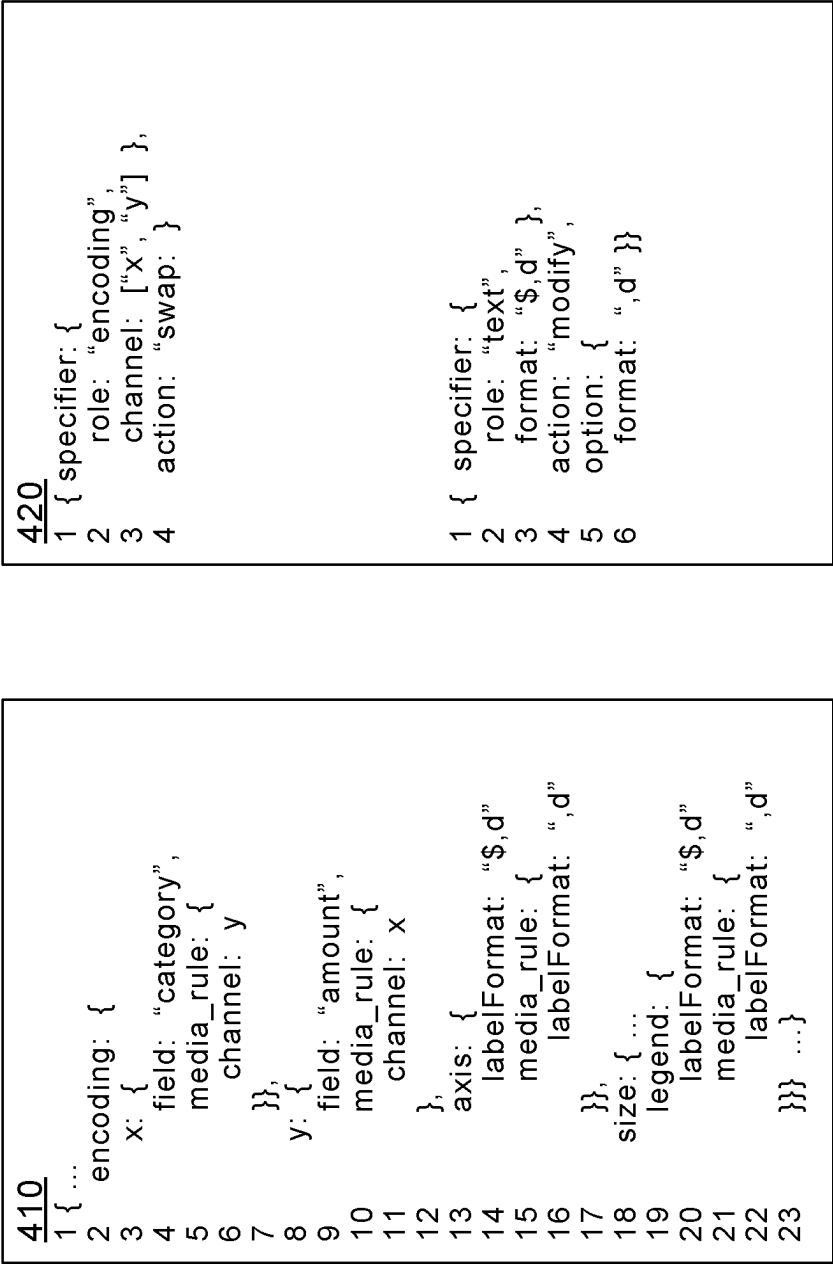 410
1 { ...
2 encoding: {
3 x: {
4 field: “category”,
5 media_rule: {
6 channel: y
7 }},
8 y: {
9 field: “amount”,
10 media_rule: {
11 channel: x
12 },
13 axis: {
14 labelFormat: “$,d”
15 media_rule: {
16 labelFormat: “,d”
17 }},
18 size: { ...
19 legend: {
20 labelFormat: “$,d”
21 media_rule: {
22 labelFormat: “,d”
23 }}} ...}
420
1 { specifier: {
2 role: “encoding”,
3 channel: [“x”, “y”] },
4 action: “swap: }
1 { specifier: {
2 role: “text”,
3 format: “$,d” },
4 action: “modify”,
5 option: {
6 format: “,d” }}